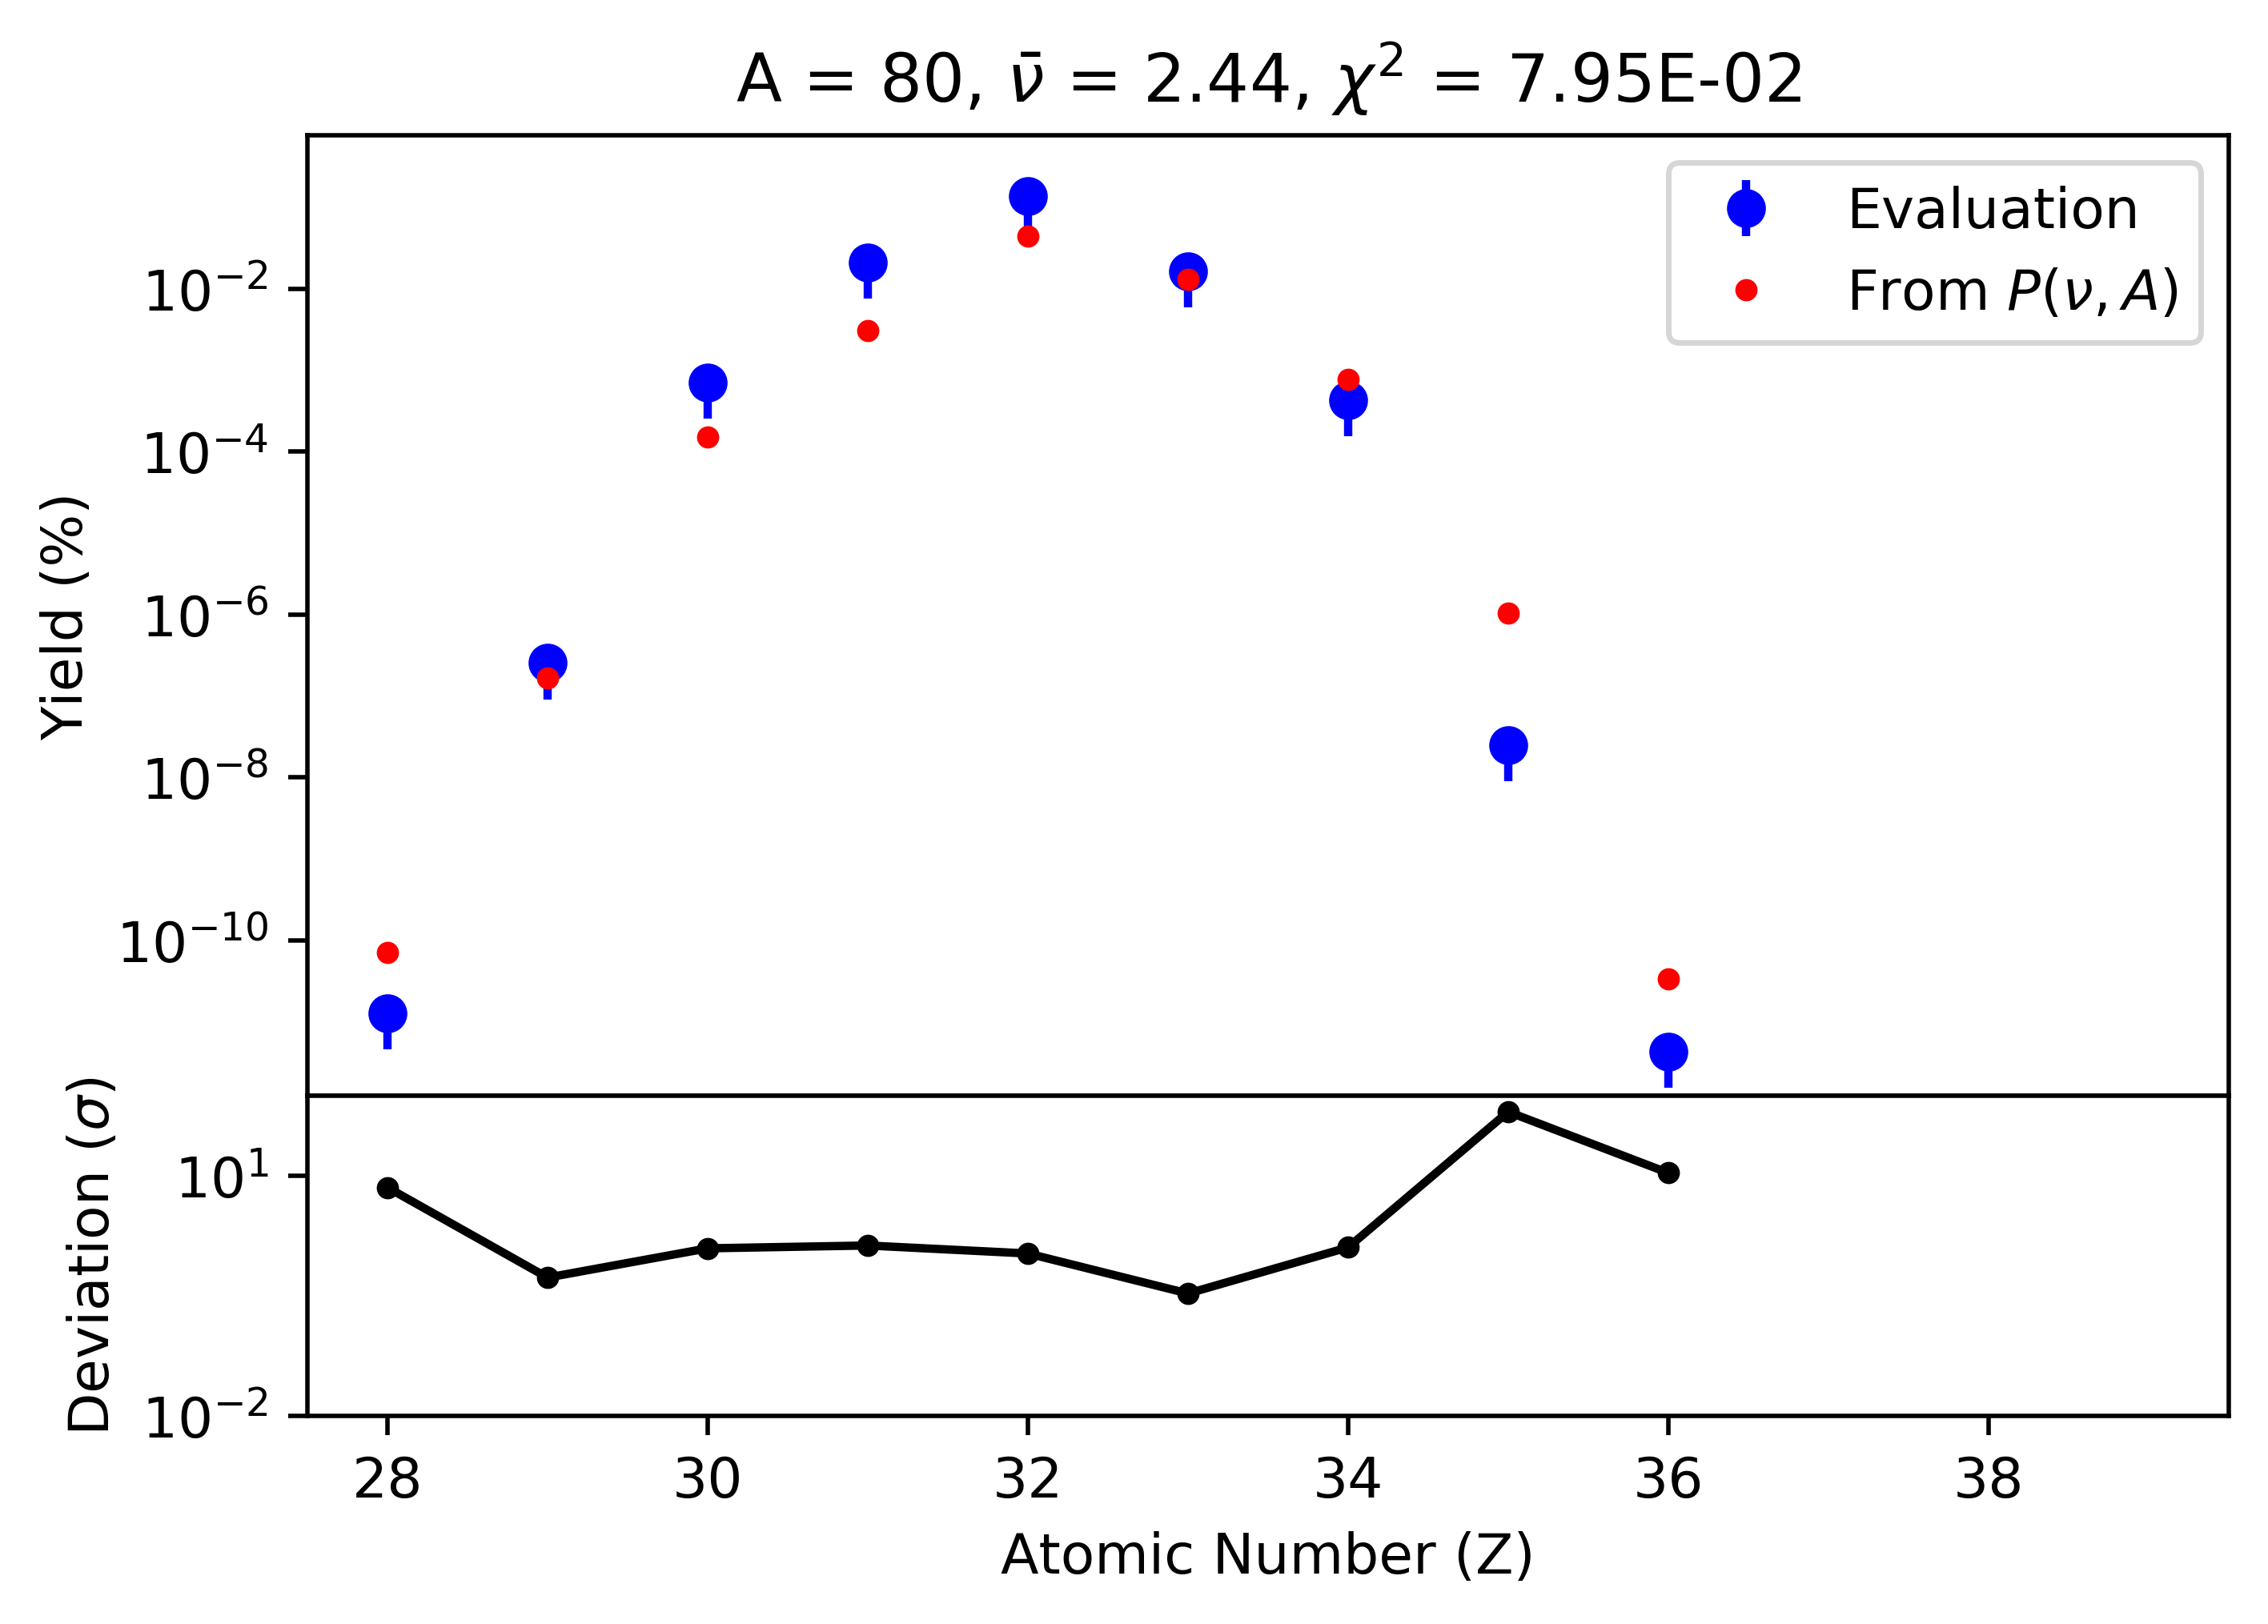 A = 80, ν̄ = 2.44, χ² = 7.95E-02
Evaluation
From P(ν, A)
Yield (%)
10⁻²
10⁻⁴
10⁻⁶
10⁻⁸
10⁻¹⁰
Deviation (σ)
10¹
10⁻²
28 30 32 34 36 38
Atomic Number (Z)